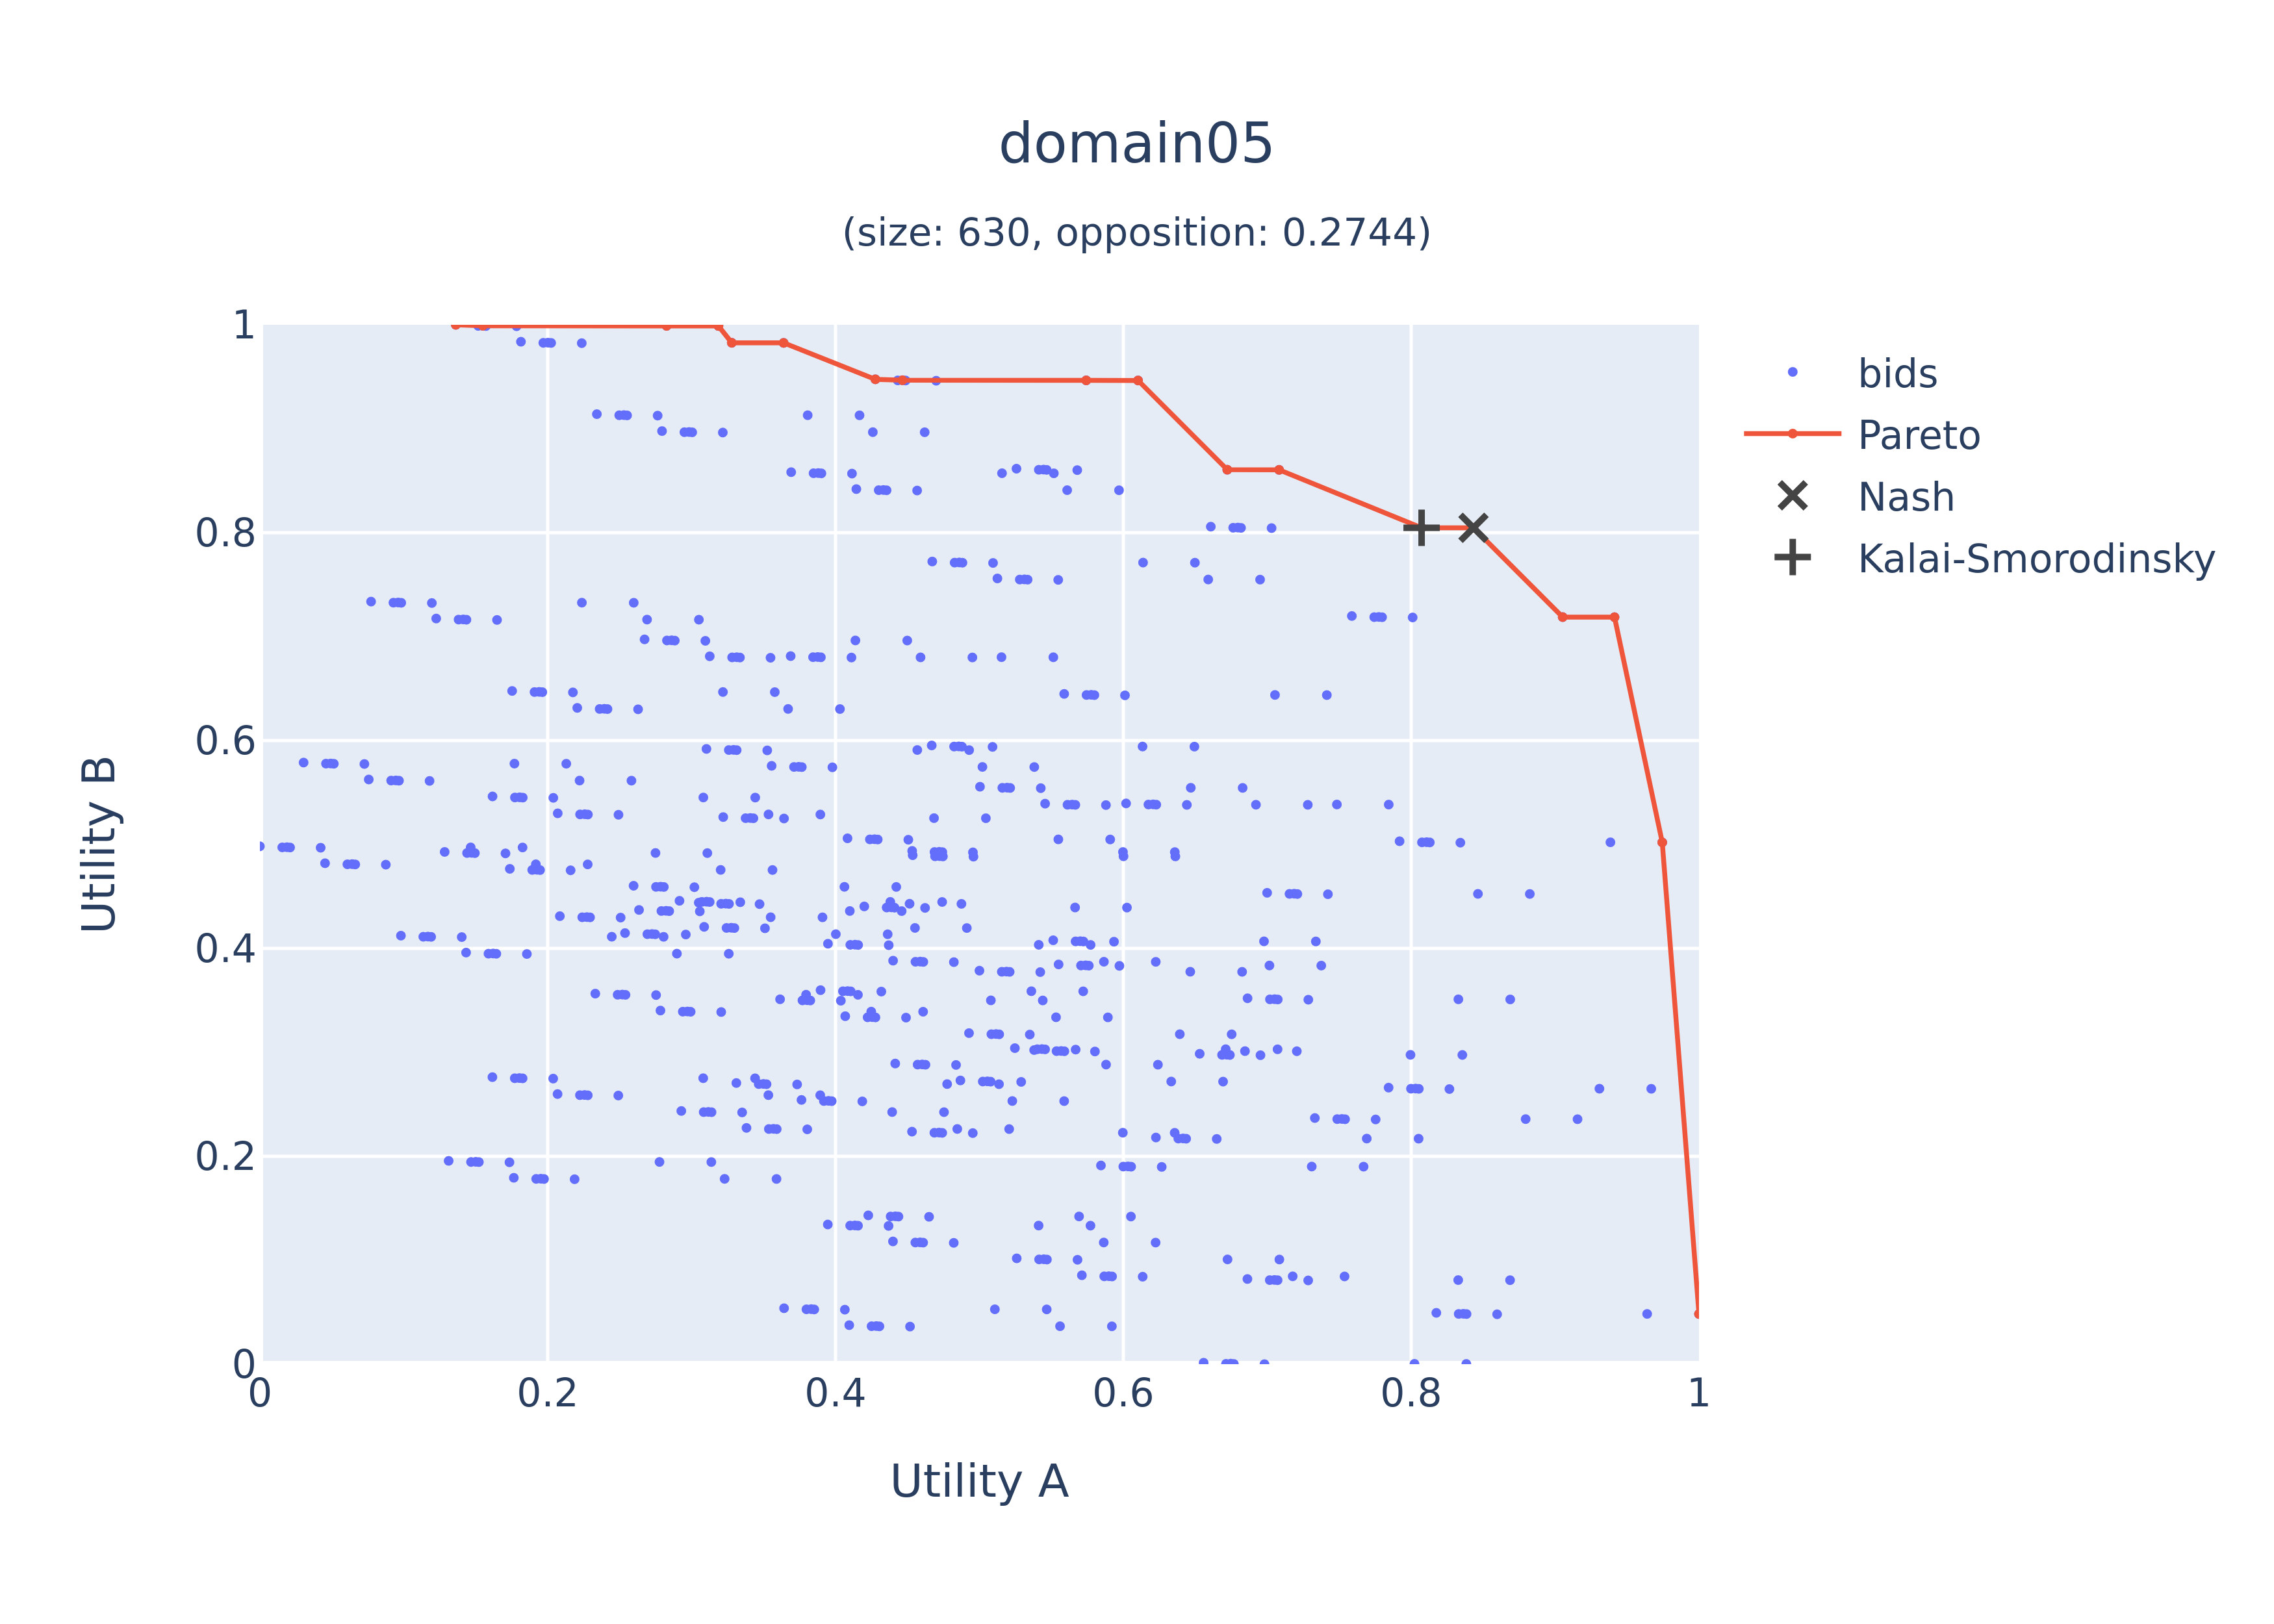 domain05
(size: 630, opposition: 0.2744)
bids
Pareto
Nash
Kalai-Smorodinsky
Utility B
1
0.8
0.6
0.4
0.2
0
0 0.2 0.4 0.6 0.8 1
Utility A